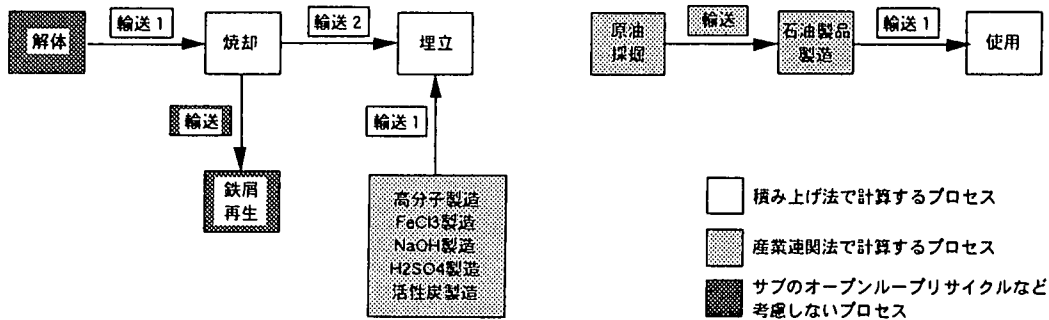 解体
輸送1
焼却
輸送2
埋立
輸送
鉄屑
再生
輸送1
高分子製造
FeCl3製造
NaOH製造
H2SO4製造
活性炭製造
原油
採掘
輸送
石油製品
製造
輸送1
使用
積み上げ法で計算するプロセス
産業連関法で計算するプロセス
サブのオープンループリサイクルなど
考慮しないプロセス